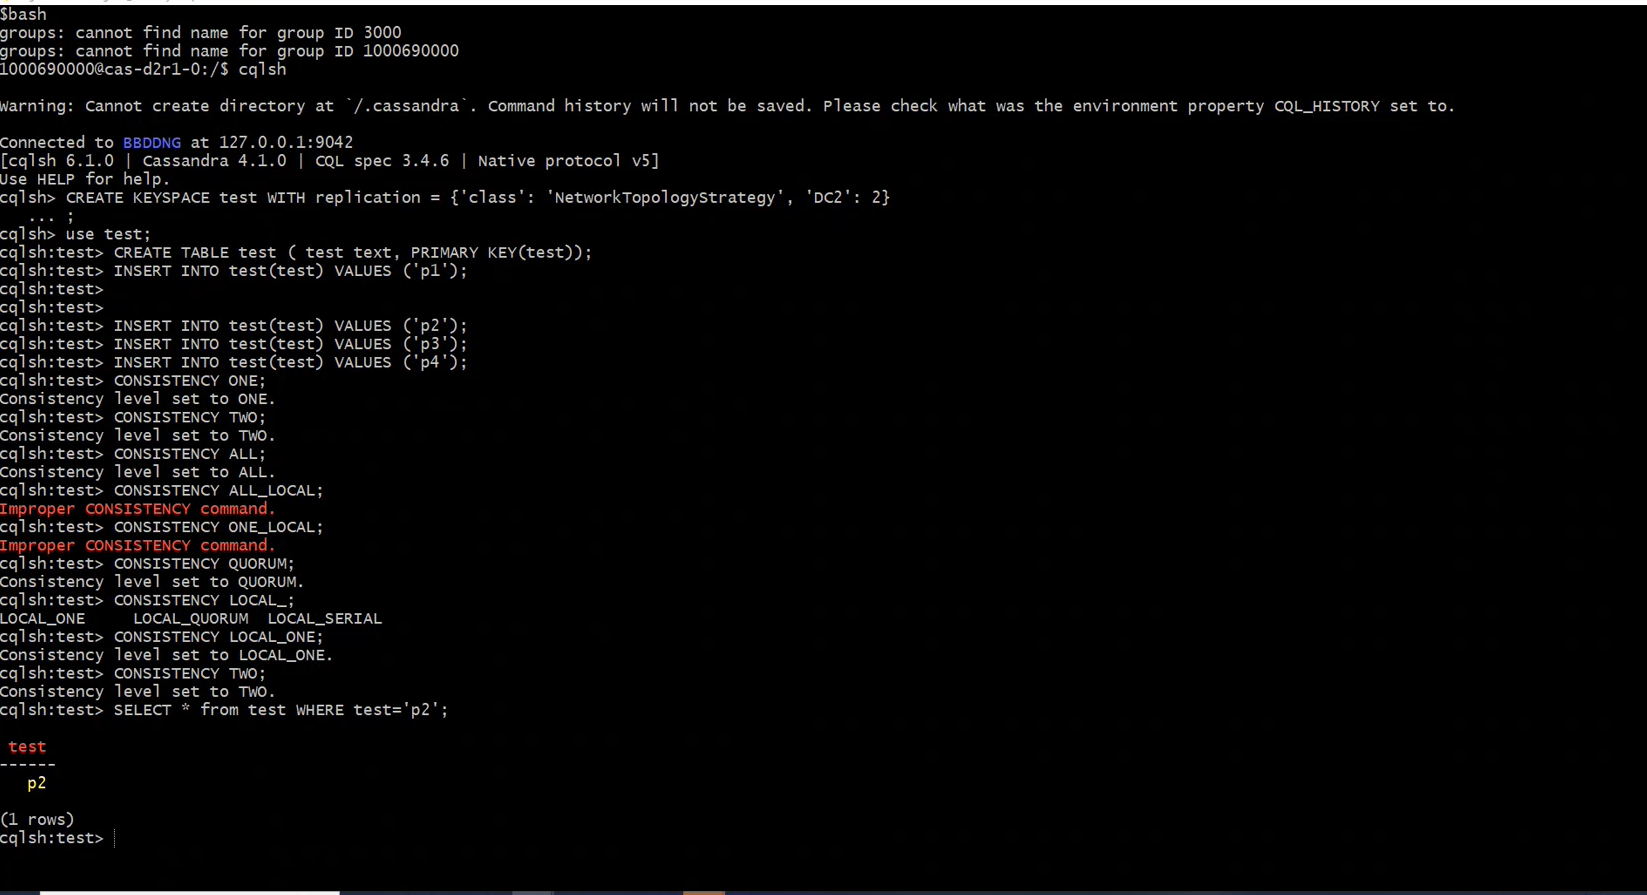 $bash
groups: cannot find name for group ID 3000
groups: cannot find name for group ID 1000690000
1000690000@cas-d2r1-0:/$ cqlsh
Warning: Cannot create directory at `/.cassandra`. Command history will not be saved. Please check what was the environment property CQL_HISTORY set to.
Connected to BBDDNG at 127.0.0.1:9042
[cqlsh 6.1.0 | Cassandra 4.1.0 | CQL spec 3.4.6 | Native protocol v5]
Use HELP for help.
cqlsh> CREATE KEYSPACE test WITH replication = {'class': 'NetworkTopologyStrategy', 'DC2': 2}
   ... ;
cqlsh> use test;
cqlsh:test> CREATE TABLE test ( test text, PRIMARY KEY(test));
cqlsh:test> INSERT INTO test(test) VALUES ('p1');
cqlsh:test>
cqlsh:test>
cqlsh:test> INSERT INTO test(test) VALUES ('p2');
cqlsh:test> INSERT INTO test(test) VALUES ('p3');
cqlsh:test> INSERT INTO test(test) VALUES ('p4');
cqlsh:test> CONSISTENCY ONE;
Consistency level set to ONE.
cqlsh:test> CONSISTENCY TWO;
Consistency level set to TWO.
cqlsh:test> CONSISTENCY ALL;
Consistency level set to ALL.
cqlsh:test> CONSISTENCY ALL_LOCAL;
Improper CONSISTENCY command.
cqlsh:test> CONSISTENCY ONE_LOCAL;
Improper CONSISTENCY command.
cqlsh:test> CONSISTENCY QUORUM;
Consistency level set to QUORUM.
cqlsh:test> CONSISTENCY LOCAL_;
LOCAL_ONE     LOCAL_QUORUM  LOCAL_SERIAL
cqlsh:test> CONSISTENCY LOCAL_ONE;
Consistency level set to LOCAL_ONE.
cqlsh:test> CONSISTENCY TWO;
Consistency level set to TWO.
cqlsh:test> SELECT * from test WHERE test='p2';
 test
------
   p2
(1 rows)
cqlsh:test>